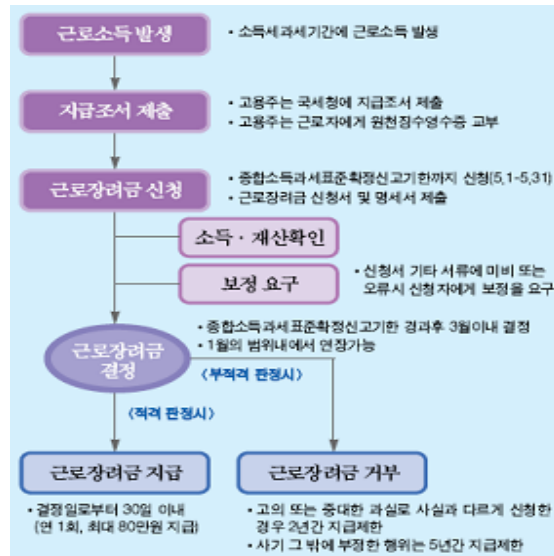 근로소득 발생
• 소득세과세기간에 근로소득 발생
지급조서 제출
• 고용주는 국세청에 지급조서 제출
• 고용주는 근로자에게 원천징수영수증 교부
근로장려금 신청
• 종합소득과세표준확정신고기한까지 신청(5.1~5.31)
• 근로장려금 신청서 및 명세서 제출
소득 · 재산확인
보정 요구
• 신청서 기타 서류에 미비 또는
오류시 신청자에게 보정을 요구
근로장려금
결정
• 종합소득과세표준확정신고기한 경과후 3월이내 결정
• 1월의 범위내에서 연장가능
〈부적격 판정시〉
〈적격 판정시〉
근로장려금 지급
• 결정일로부터 30일 이내
(연 1회, 최대 80만원 지급)
근로장려금 거부
• 고의 또는 중대한 과실로 사실과 다르게 신청한
경우 2년간 지급제한
• 사기 그 밖에 부정한 행위는 5년간 지급제한